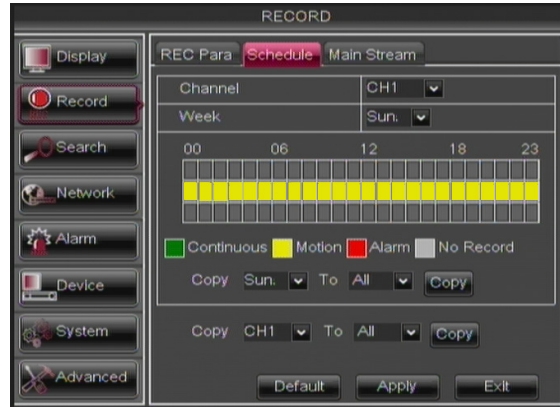 RECORD
Display
Record
REC
Search
Network
Alarm
Device
System
Advanced
REC Para Schedule Main Stream
Channel CH1
Week Sun.
00 06 12 18 23
Continuous Motion Alarm No Record
Copy Sun. To All Copy
Copy CH1 To All Copy
Default Apply Exit